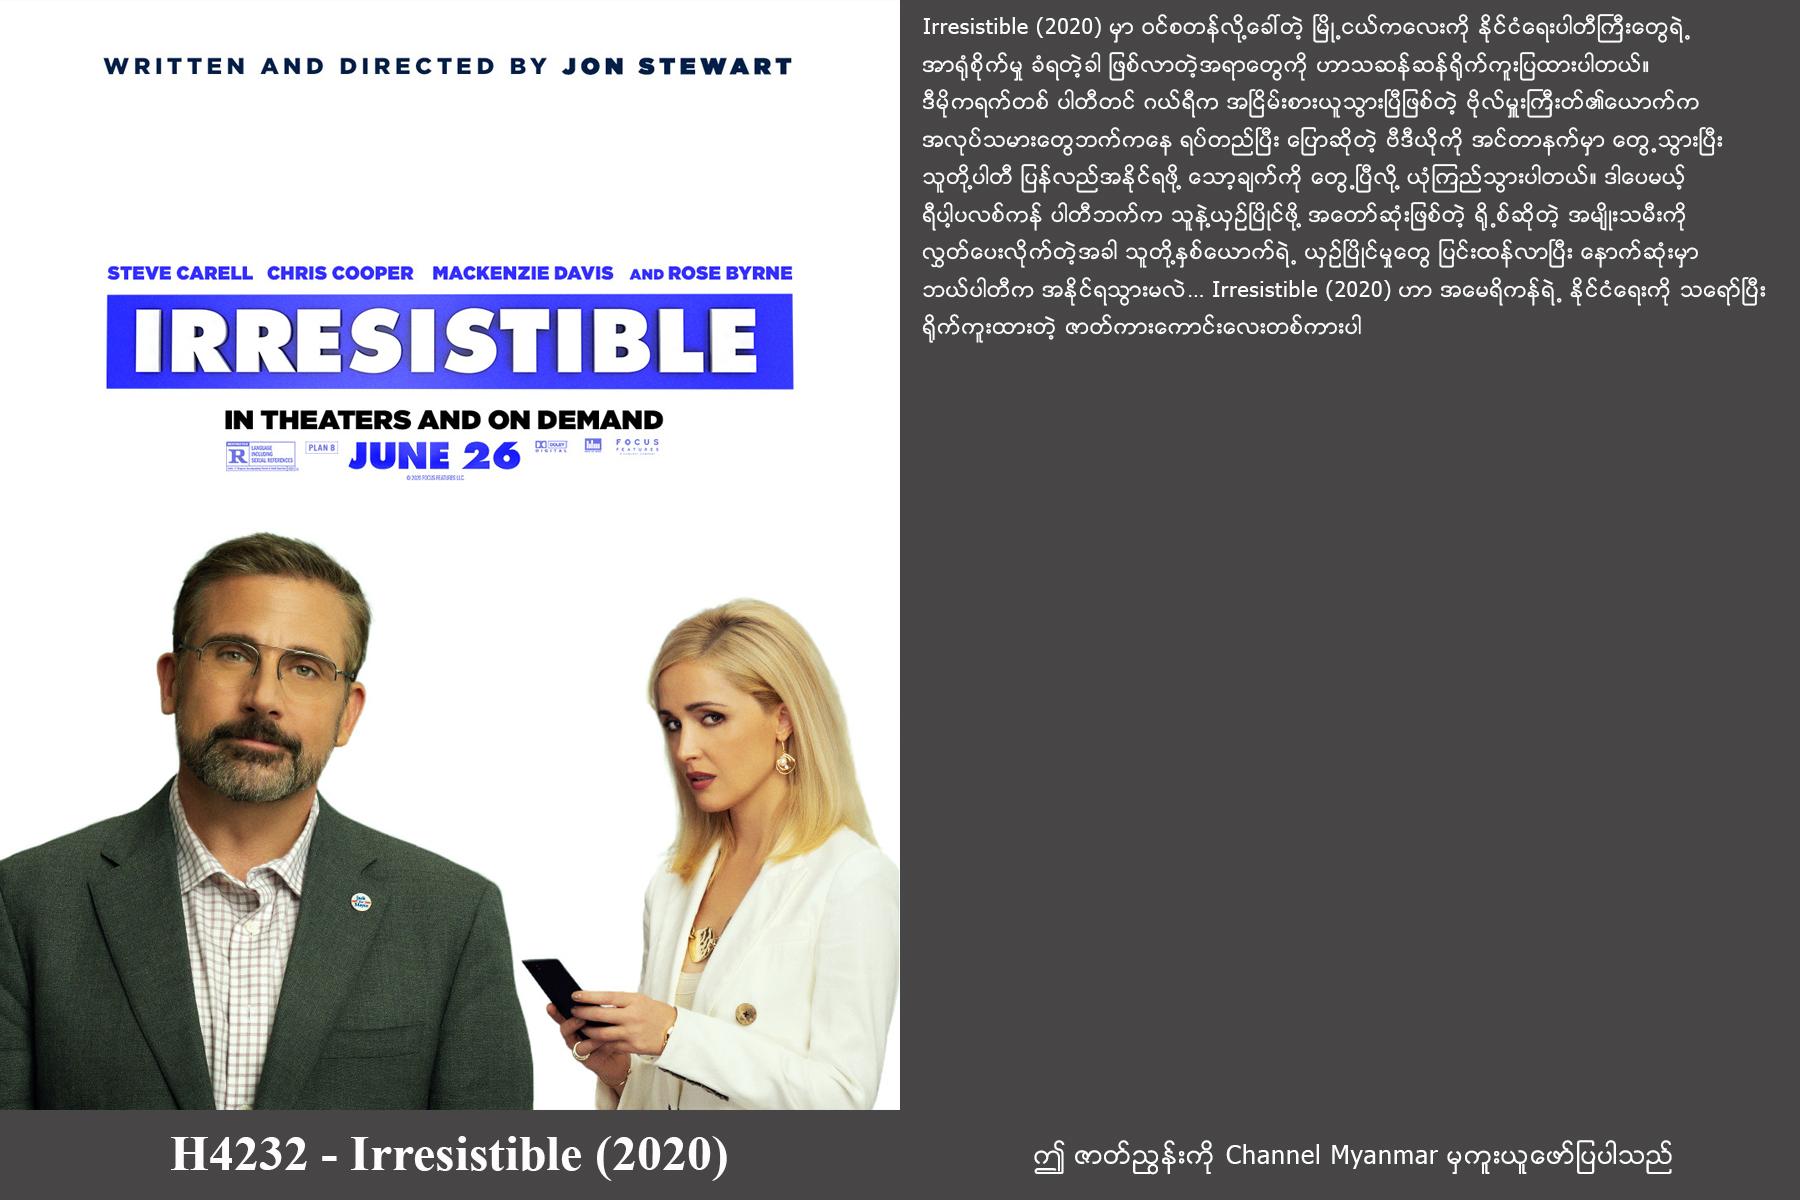 WRITTEN AND DIRECTED BY JON STEWART
STEVE CARELL CHRIS COOPER MACKENZIE DAVIS AND ROSE BYRNE
IRRESISTIBLE
IN THEATERS AND ON DEMAND
R LANGUAGE INCLUDING SEXUAL REFERENCES
PLAN B
JUNE 26
DOLBY DIGITAL
FOCUS FEATURES
© 2020 FOCUS FEATURES LLC.
H4232 - Irresistible (2020)
Irresistible (2020) မှာ ဝင်စတန်လို့ခေါ်တဲ့ မြို့ငယ်ကလေးကို နိုင်ငံရေးပါတီကြီးတွေရဲ့
အာရုံစိုက်မှု ခံရတဲ့ခါ ဖြစ်လာတဲ့အရာတွေကို ဟာသဆန်ဆန်ရိုက်ကူးပြထားပါတယ်။
ဒီမိုကရက်တစ် ပါတီတင် ဂယ်ရီက အငြိမ်းစားယူသွားပြီဖြစ်တဲ့ ဗိုလ်မှူးကြီးတ်၏ယောက်က
အလုပ်သမားတွေဘက်ကနေ ရပ်တည်ပြီး ပြောဆိုတဲ့ ဗီဒီယိုကို အင်တာနက်မှာ တွေ့သွားပြီး
သူတို့ပါတီ ပြန်လည်အနိုင်ရဖို့ သော့ချက်ကို တွေ့ပြီလို့ ယုံကြည်သွားပါတယ်။ ဒါပေမယ့်
ရီပါ့ပလစ်ကန် ပါတီဘက်က သူနဲ့ယှဉ်ပြိုင်ဖို့ အတော်ဆုံးဖြစ်တဲ့ ရို့စ်ဆိုတဲ့ အမျိုးသမီးကို
လွှတ်ပေးလိုက်တဲ့အခါ သူတို့နှစ်ယောက်ရဲ့ ယှဉ်ပြိုင်မှုတွေ ပြင်းထန်လာပြီး နောက်ဆုံးမှာ
ဘယ်ပါတီက အနိုင်ရသွားမလဲ... Irresistible (2020) ဟာ အမေရိကန်ရဲ့ နိုင်ငံရေးကို သရော်ပြီး
ရိုက်ကူးထားတဲ့ ဇာတ်ကားကောင်းလေးတစ်ကားပါ
ဤ ဇာတ်ညွှန်းကို Channel Myanmar မှကူးယူဖော်ပြပါသည်